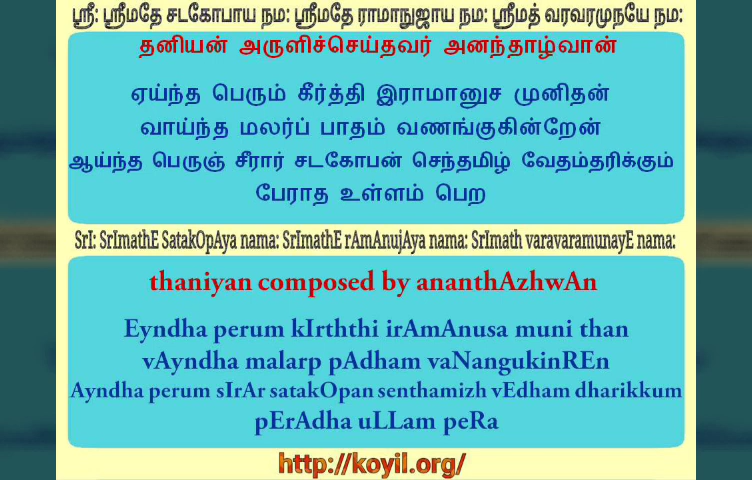 ஸ்ரீ: ஸ்ரீமதே சடகோபாய நம: ஸ்ரீமதே ராமாநுஜாய நம: ஸ்ரீமத் வரவரமுநயே நம:
தனியன் அருளிச்செய்தவர் அனந்தாழ்வான்
ஏய்ந்த பெரும் கீர்த்தி இராமானுச முனிதன்
வாய்ந்த மலர்ப் பாதம் வணங்குகின்றேன்
ஆய்ந்த பெருஞ் சீரார் சடகோபன் செந்தமிழ் வேதம்தரிக்கும்
பேராத உள்ளம் பெற
SrI: SrImathE SatakOpAya nama: SrImathE rAmAnujAya nama: SrImath varavaramunayE nama:
thaniyan composed by ananthAzhwAn
Eyndha perum kIrththi irAmAnusa muni than
vAyndha malarp pAdham vaNangukinREn
Ayndha perum sIrAr satakOpan senthamizh vEdham dharikkum
pErAdha uLLam peRa
http://koyil.org/